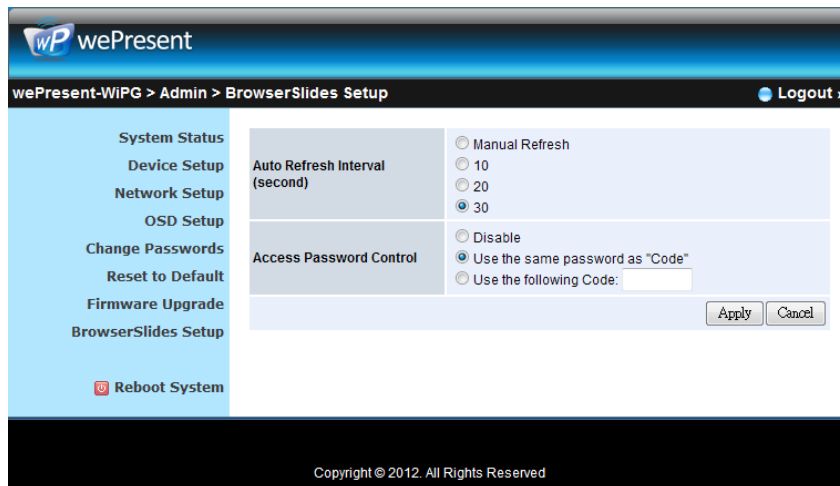 wP wePresent
wePresent-WiPG > Admin > BrowserSlides Setup
Logout »
System Status
Device Setup
Network Setup
OSD Setup
Change Passwords
Reset to Default
Firmware Upgrade
BrowserSlides Setup
Reboot System
Auto Refresh Interval
(second)
Manual Refresh
10
20
30
Access Password Control
Disable
Use the same password as "Code"
Use the following Code:
Apply
Cancel
Copyright © 2012. All Rights Reserved